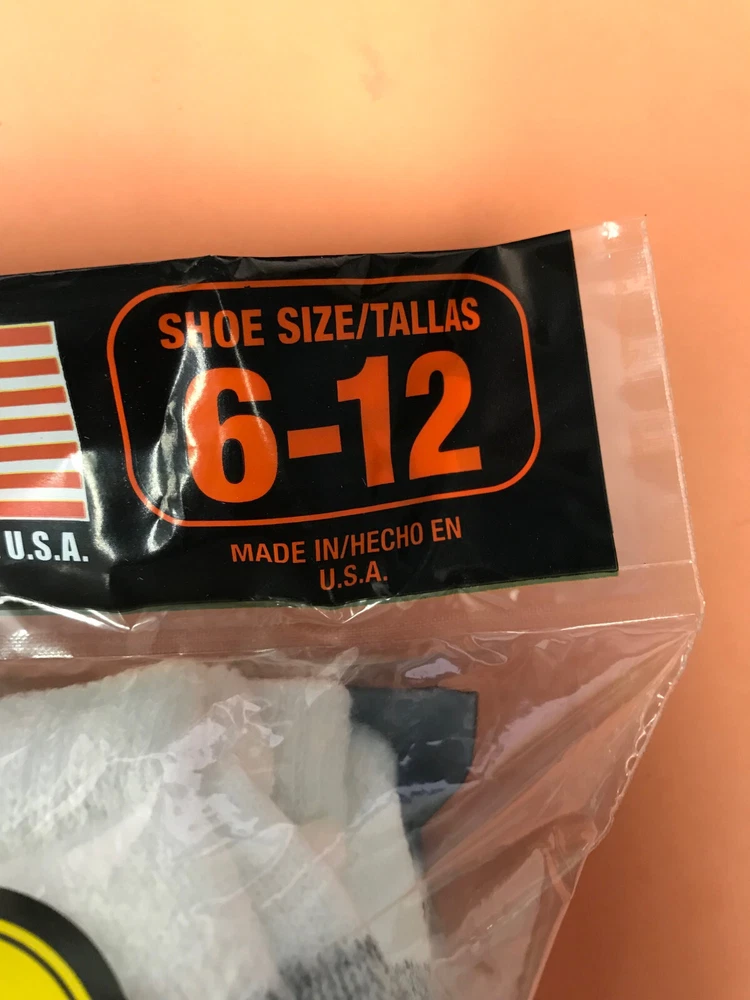 SHOE SIZE/TALLAS
6-12
U.S.A.
MADE IN/HECHO EN
U.S.A.